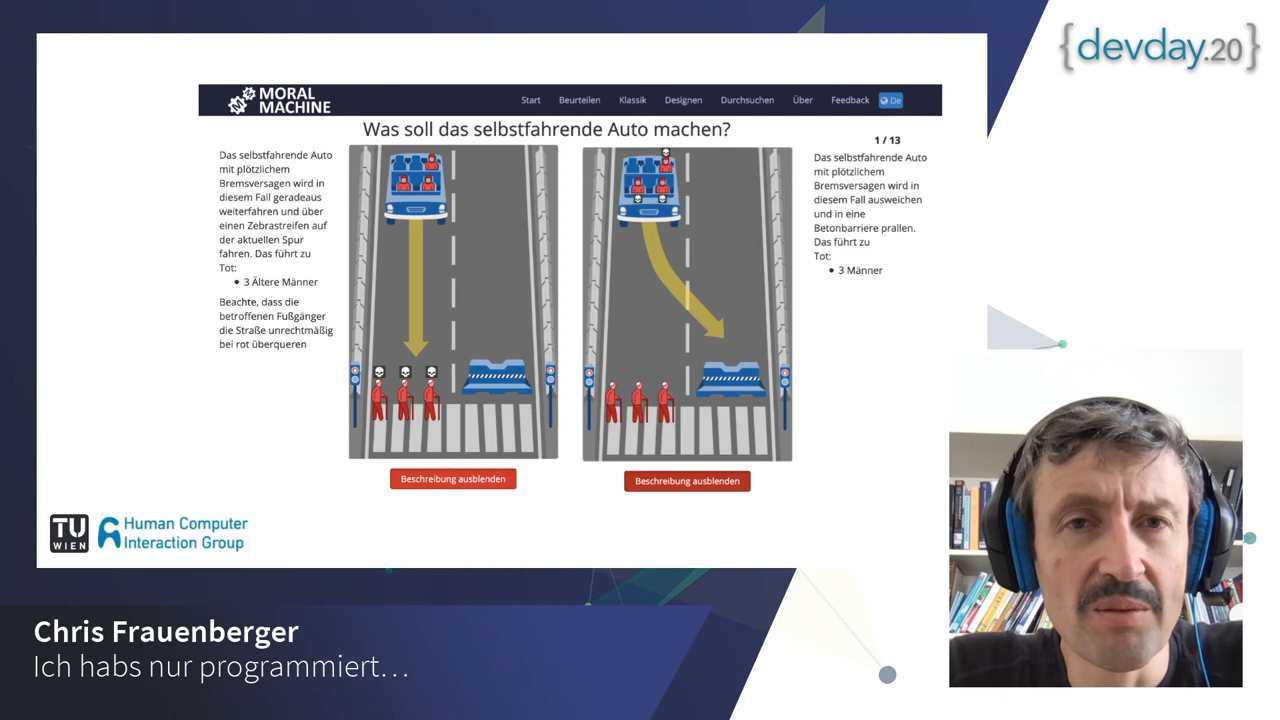 {devday.20}
MORAL
MACHINE
Start Beurteilen Klassik Designen Durchsuchen Über Feedback De
Was soll das selbstfahrende Auto machen?
1 / 13
Das selbstfahrende Auto
mit plötzlichem
Bremsversagen wird in
diesem Fall geradeaus
weiterfahren und über
einen Zebrastreifen auf
der aktuellen Spur
fahren. Das führt zu
Tot:
• 3 Ältere Männer
Beachte, dass die
betroffenen Fußgänger
die Straße unrechtmäßig
bei rot überqueren
Das selbstfahrende Auto
mit plötzlichem
Bremsversagen wird in
diesem Fall ausweichen
und in eine
Betonbarriere prallen.
Das führt zu
Tot:
• 3 Männer
Beschreibung ausblenden
Beschreibung ausblenden
TU
WIEN
Human Computer
Interaction Group
Chris Frauenberger
Ich habs nur programmiert…